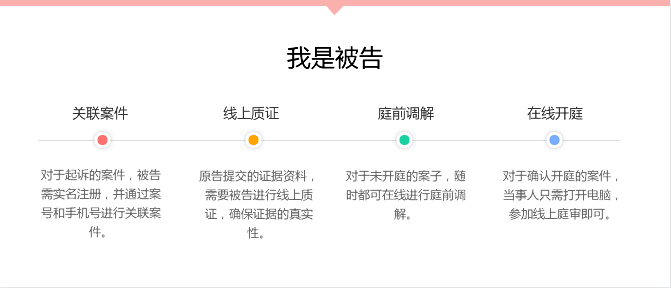 我是被告
关联案件
线上质证
庭前调解
在线开庭
对于起诉的案件，被告
需实名注册，并通过案
号和手机号进行关联案
件。
原告提交的证据资料，
需要被告进行线上质
证，确保证据的真实
性。
对于未开庭的案子，随
时都可在线进行庭前调
解。
对于确认开庭的案件，
当事人只需打开电脑，
参加线上庭审即可。